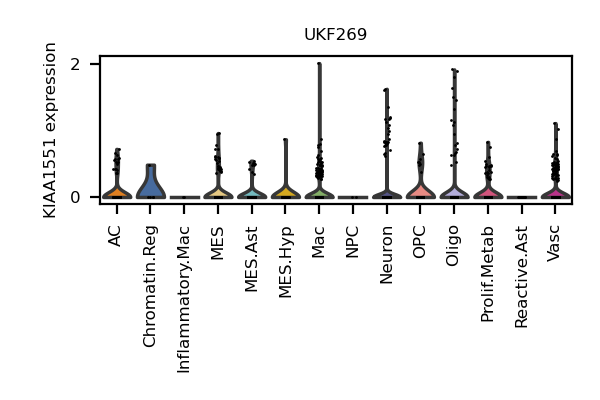 UKF269
KIAA1551 expression
2
0
AC
Chromatin.Reg
Inflammatory.Mac
MES
MES.Ast
MES.Hyp
Mac
NPC
Neuron
OPC
Oligo
Prolif.Metab
Reactive.Ast
Vasc